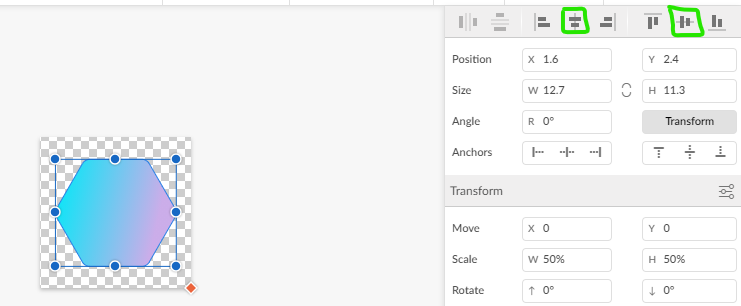 Position X 1.6 Y 2.4
Size W 12.7 H 11.3
Angle R 0° Transform
Anchors
Transform
Move X 0 Y 0
Scale W 50% H 50%
Rotate ↑ 0° ↓ 0°